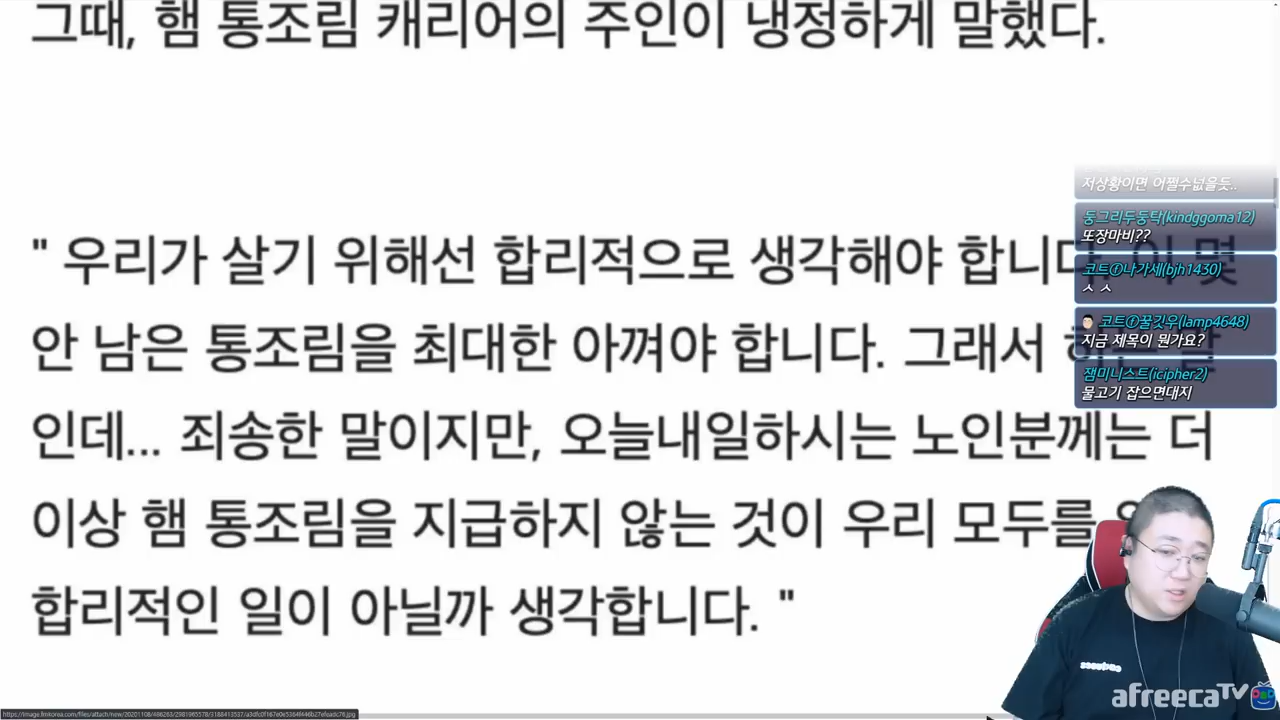 그때, 햄 통조림 캐리어의 주인이 냉정하게 말했다.
" 우리가 살기 위해선 합리적으로 생각해야 합니다. 이 몇
안 남은 통조림을 최대한 아껴야 합니다. 그래서 하는 말
인데... 죄송한 말이지만, 오늘내일하시는 노인분께는 더
이상 햄 통조림을 지급하지 않는 것이 우리 모두를
합리적인 일이 아닐까 생각합니다. "
저상황이면 어쩔수없을듯..
둥그리두둥탁(kindggoma12)
또장마비??
코트ⓕ나가세(bjh1430)
ㅅㅅ
코트ⓕ꿀깃우(lamp4648)
지금 제목이 뭔가요?
잼미니스트(icipher2)
물고기 잡으면대지
afreecaTV